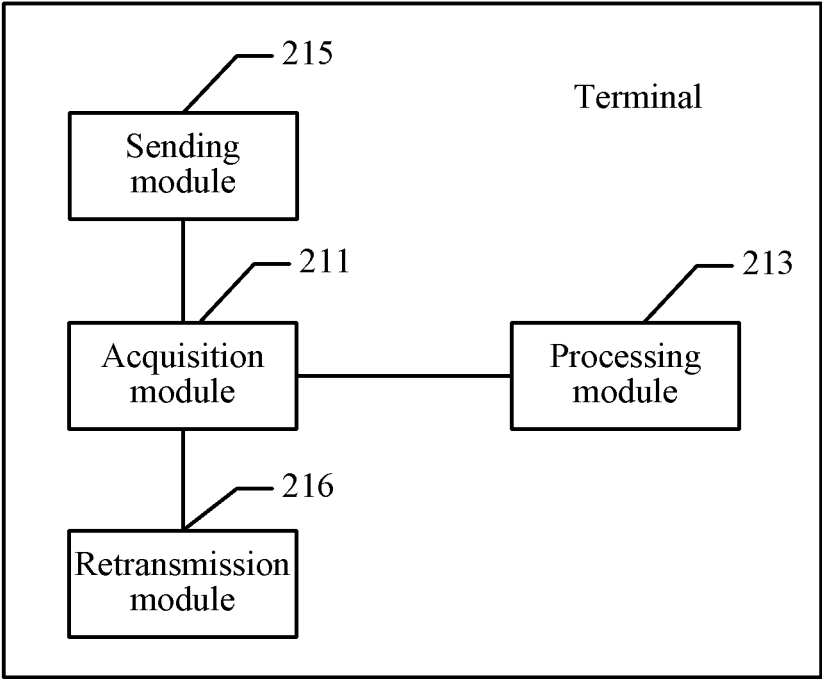 215
Terminal
Sending
module
211
213
Acquisition
module
Processing
module
216
Retransmission
module